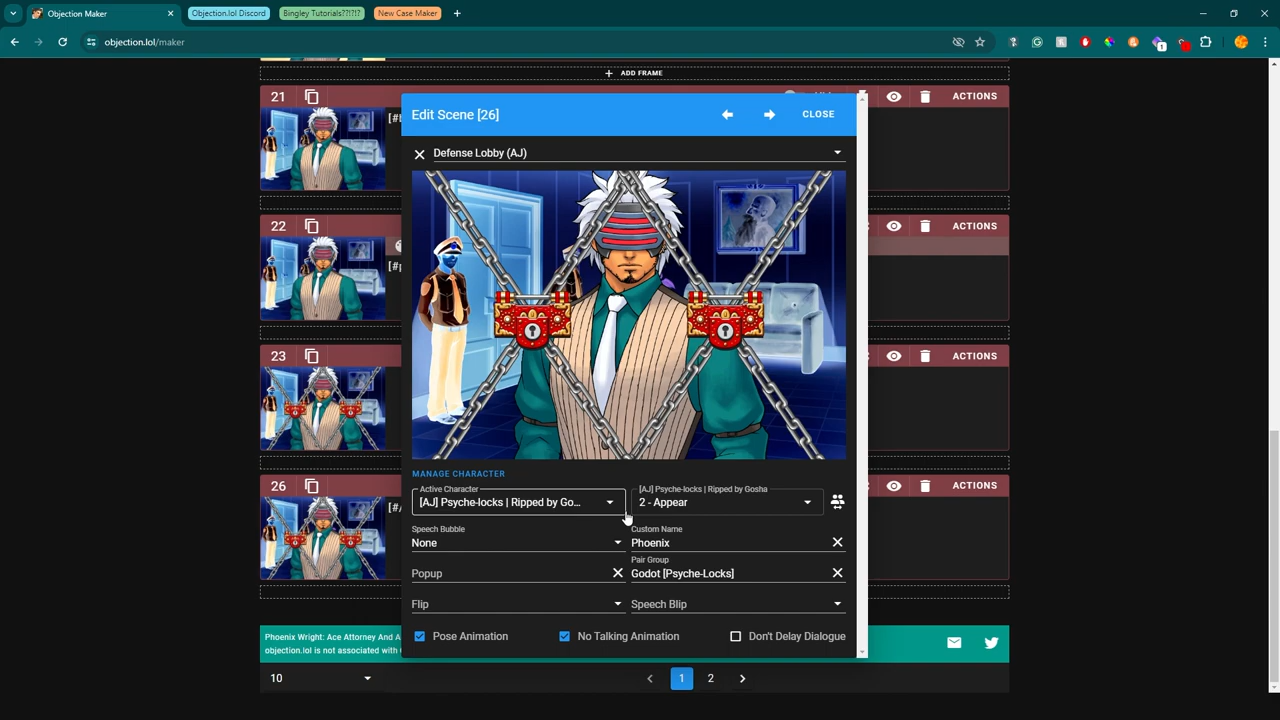 Objection Maker
Objection.lol Discord
Bingley Tutorials??!?!?
New Case Maker
objection.lol/maker
1
ADD FRAME
21
ACTIONS
Edit Scene [26]
CLOSE
Defense Lobby (AJ)
22
ACTIONS
23
ACTIONS
26
ACTIONS
MANAGE CHARACTER
Active Character
[AJ] Psyche-locks | Ripped by Go...
[AJ] Psyche-locks | Ripped by Gosha
2 - Appear
Speech Bubble
None
Custom Name
Phoenix
Popup
Pair Group
Godot [Psyche-Locks]
Flip
Speech Blip
Pose Animation
No Talking Animation
Don't Delay Dialogue
Phoenix Wright: Ace Attorney And A
objection.lol is not associated with
10
1
2